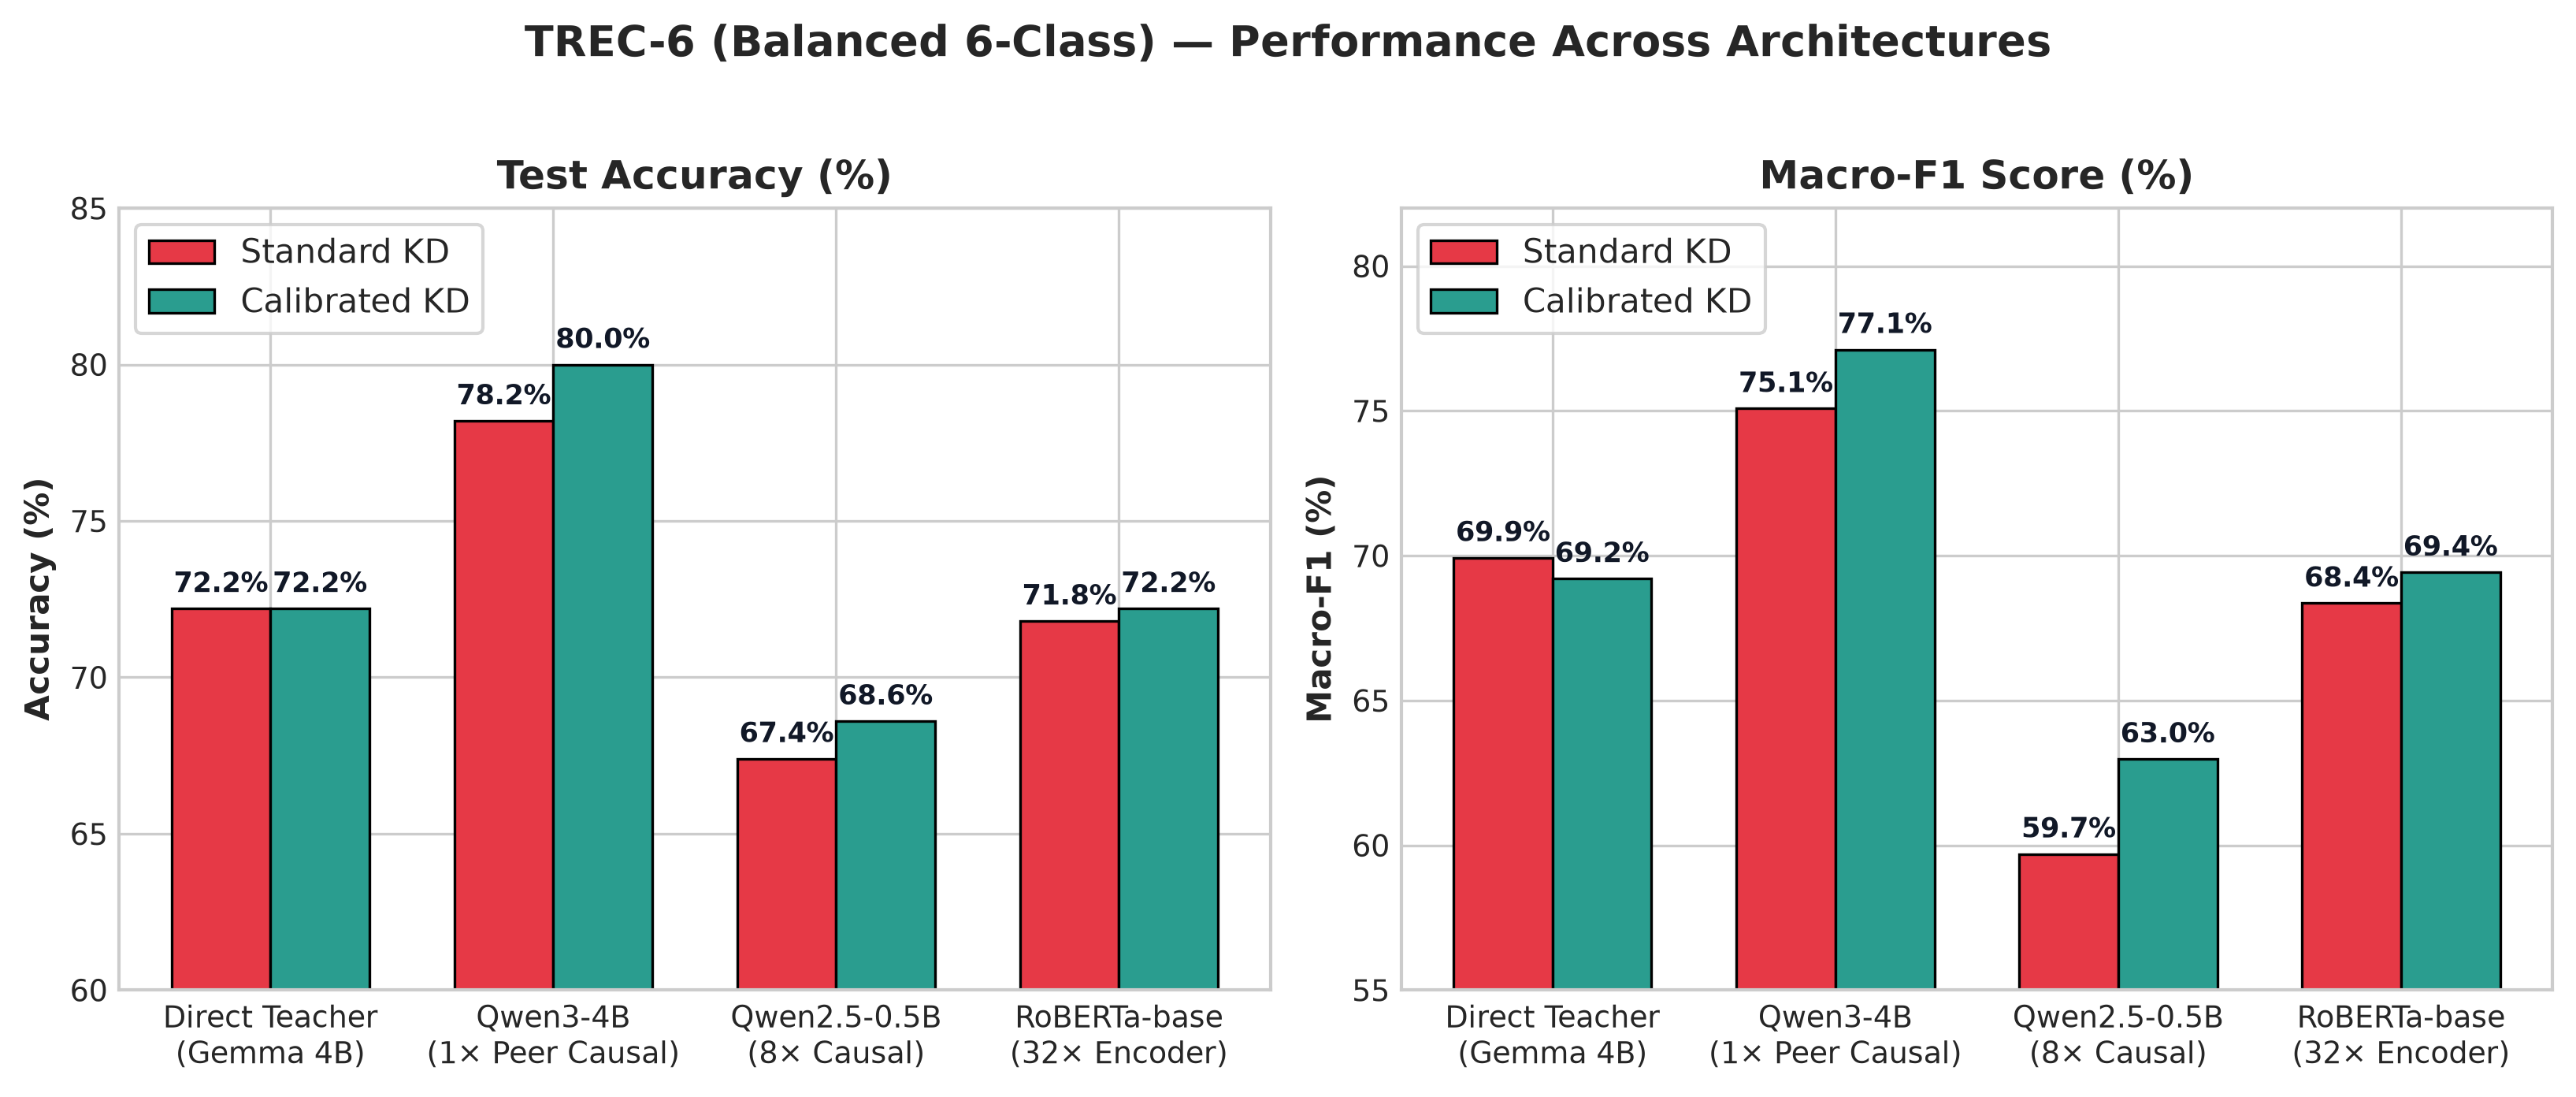 TREC-6 (Balanced 6-Class) — Performance Across Architectures
Test Accuracy (%)
Standard KD
Calibrated KD
Accuracy (%)
85
80
75
70
65
60
72.2% 72.2%
78.2% 80.0%
67.4% 68.6%
71.8% 72.2%
Direct Teacher
(Gemma 4B)
Qwen3-4B
(1× Peer Causal)
Qwen2.5-0.5B
(8× Causal)
RoBERTa-base
(32× Encoder)
Macro-F1 Score (%)
Standard KD
Calibrated KD
Macro-F1 (%)
80
75
70
65
60
55
69.9% 69.2%
75.1% 77.1%
59.7% 63.0%
68.4% 69.4%
Direct Teacher
(Gemma 4B)
Qwen3-4B
(1× Peer Causal)
Qwen2.5-0.5B
(8× Causal)
RoBERTa-base
(32× Encoder)